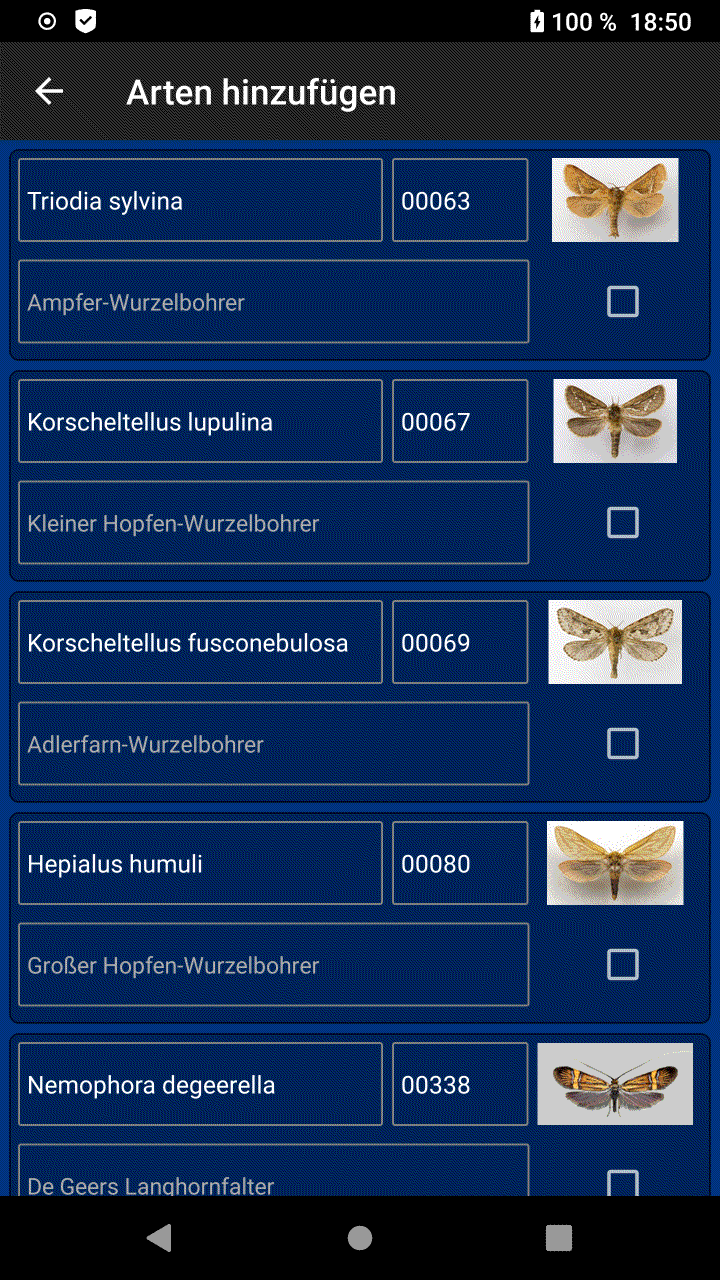 100 % 18:50
Arten hinzufügen
Triodia sylvina 00063
Ampfer-Wurzelbohrer
Korscheltellus lupulina 00067
Kleiner Hopfen-Wurzelbohrer
Korscheltellus fusconebulosa 00069
Adlerfarn-Wurzelbohrer
Hepialus humuli 00080
Großer Hopfen-Wurzelbohrer
Nemophora degeerella 00338
De Geers Langhornfalter